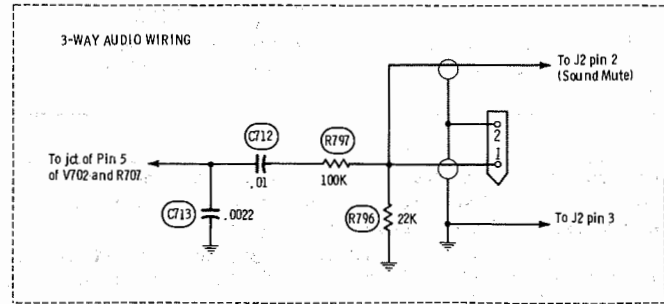 3-WAY AUDIO WIRING
To J2 pin 2
(Sound Mute)
C712
R797
2
1
To jct of Pin 5
of V702 and R707
.01
100K
C713
.0022
R796
22K
To J2 pin 3